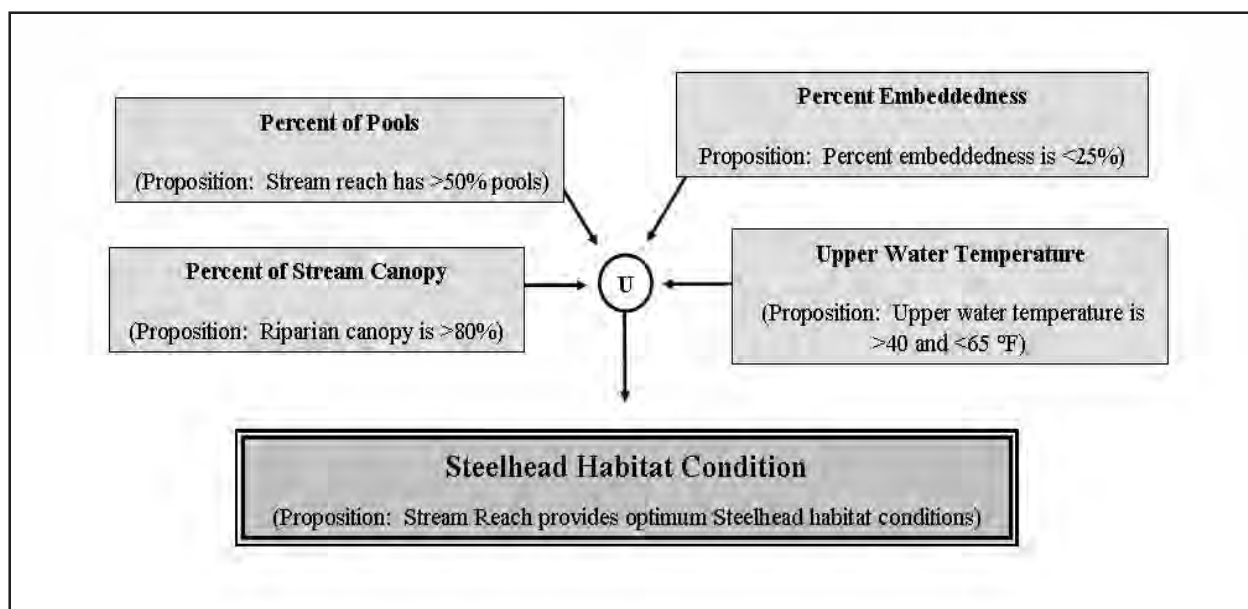 Percent of Pools
(Proposition: Stream reach has >50% pools)
Percent Embeddedness
Proposition: Percent embeddedness is <25%)
Percent of Stream Canopy
(Proposition: Riparian canopy is >80%)
U
Upper Water Temperature
(Proposition: Upper water temperature is
>40 and <65 °F)
Steelhead Habitat Condition
(Proposition: Stream Reach provides optimum Steelhead habitat conditions)